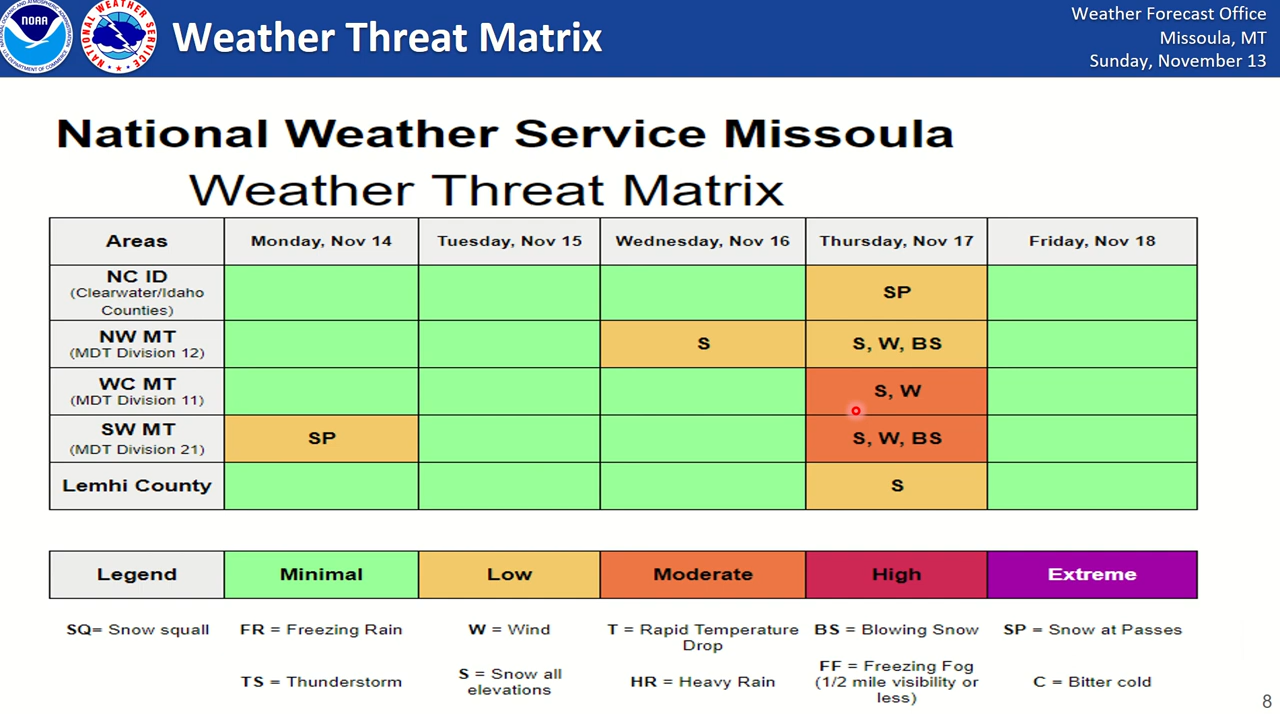 NOAA
NATIONAL WEATHER SERVICE
Weather Threat Matrix
Weather Forecast Office
Missoula, MT
Sunday, November 13
National Weather Service Missoula
Weather Threat Matrix
Areas Monday, Nov 14 Tuesday, Nov 15 Wednesday, Nov 16 Thursday, Nov 17 Friday, Nov 18
NC ID
(Clearwater/Idaho
Counties)
SP
NW MT
(MDT Division 12)
S S, W, BS
WC MT
(MDT Division 11)
S, W
SW MT
(MDT Division 21)
SP S, W, BS
Lemhi County S
Legend Minimal Low Moderate High Extreme
SQ= Snow squall FR = Freezing Rain W = Wind T = Rapid Temperature
Drop
BS = Blowing Snow SP = Snow at Passes
TS = Thunderstorm S = Snow all
elevations
HR = Heavy Rain FF = Freezing Fog
(1/2 mile visibility or
less)
C = Bitter cold
8